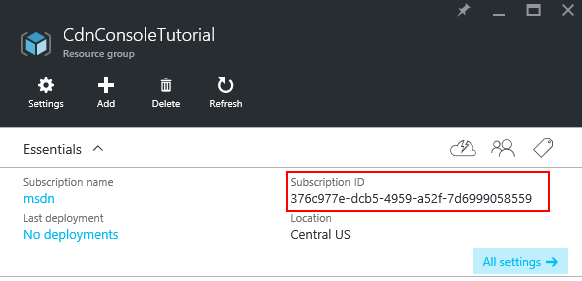 CdnConsoleTutorial
Resource group
Settings Add Delete Refresh
Essentials
Subscription name Subscription ID
msdn 376c977e-dcb5-4959-a52f-7d6999058559
Last deployment Location
No deployments Central US
All settings →